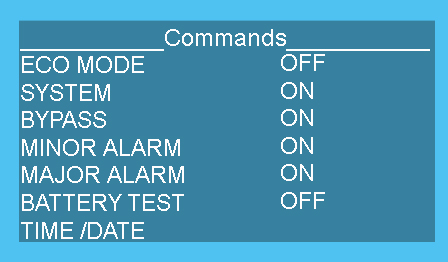 Commands
ECO MODE OFF
SYSTEM ON
BYPASS ON
MINOR ALARM ON
MAJOR ALARM ON
BATTERY TEST OFF
TIME /DATE